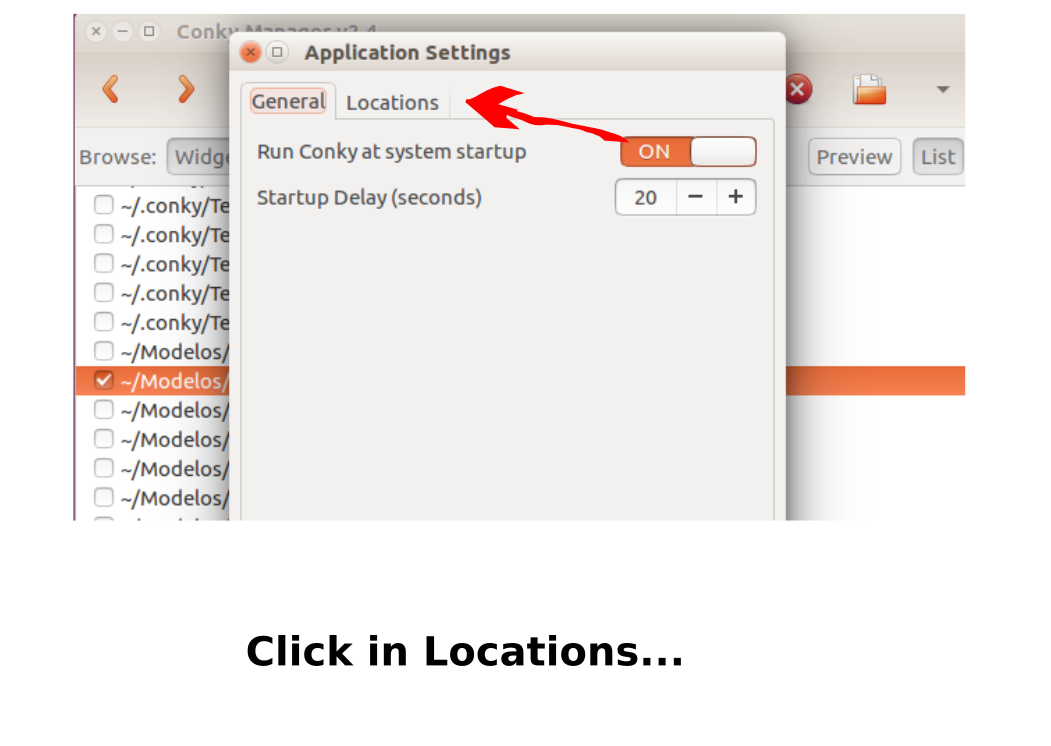 Conky Manager v2.4
Application Settings
General Locations
Run Conky at system startup ON
Startup Delay (seconds) 20 − +
Browse: Widge Preview List
~/.conky/Te
~/.conky/Te
~/.conky/Te
~/.conky/Te
~/.conky/Te
~/Modelos/
~/Modelos/
~/Modelos/
~/Modelos/
~/Modelos/
~/Modelos/
Click in Locations...